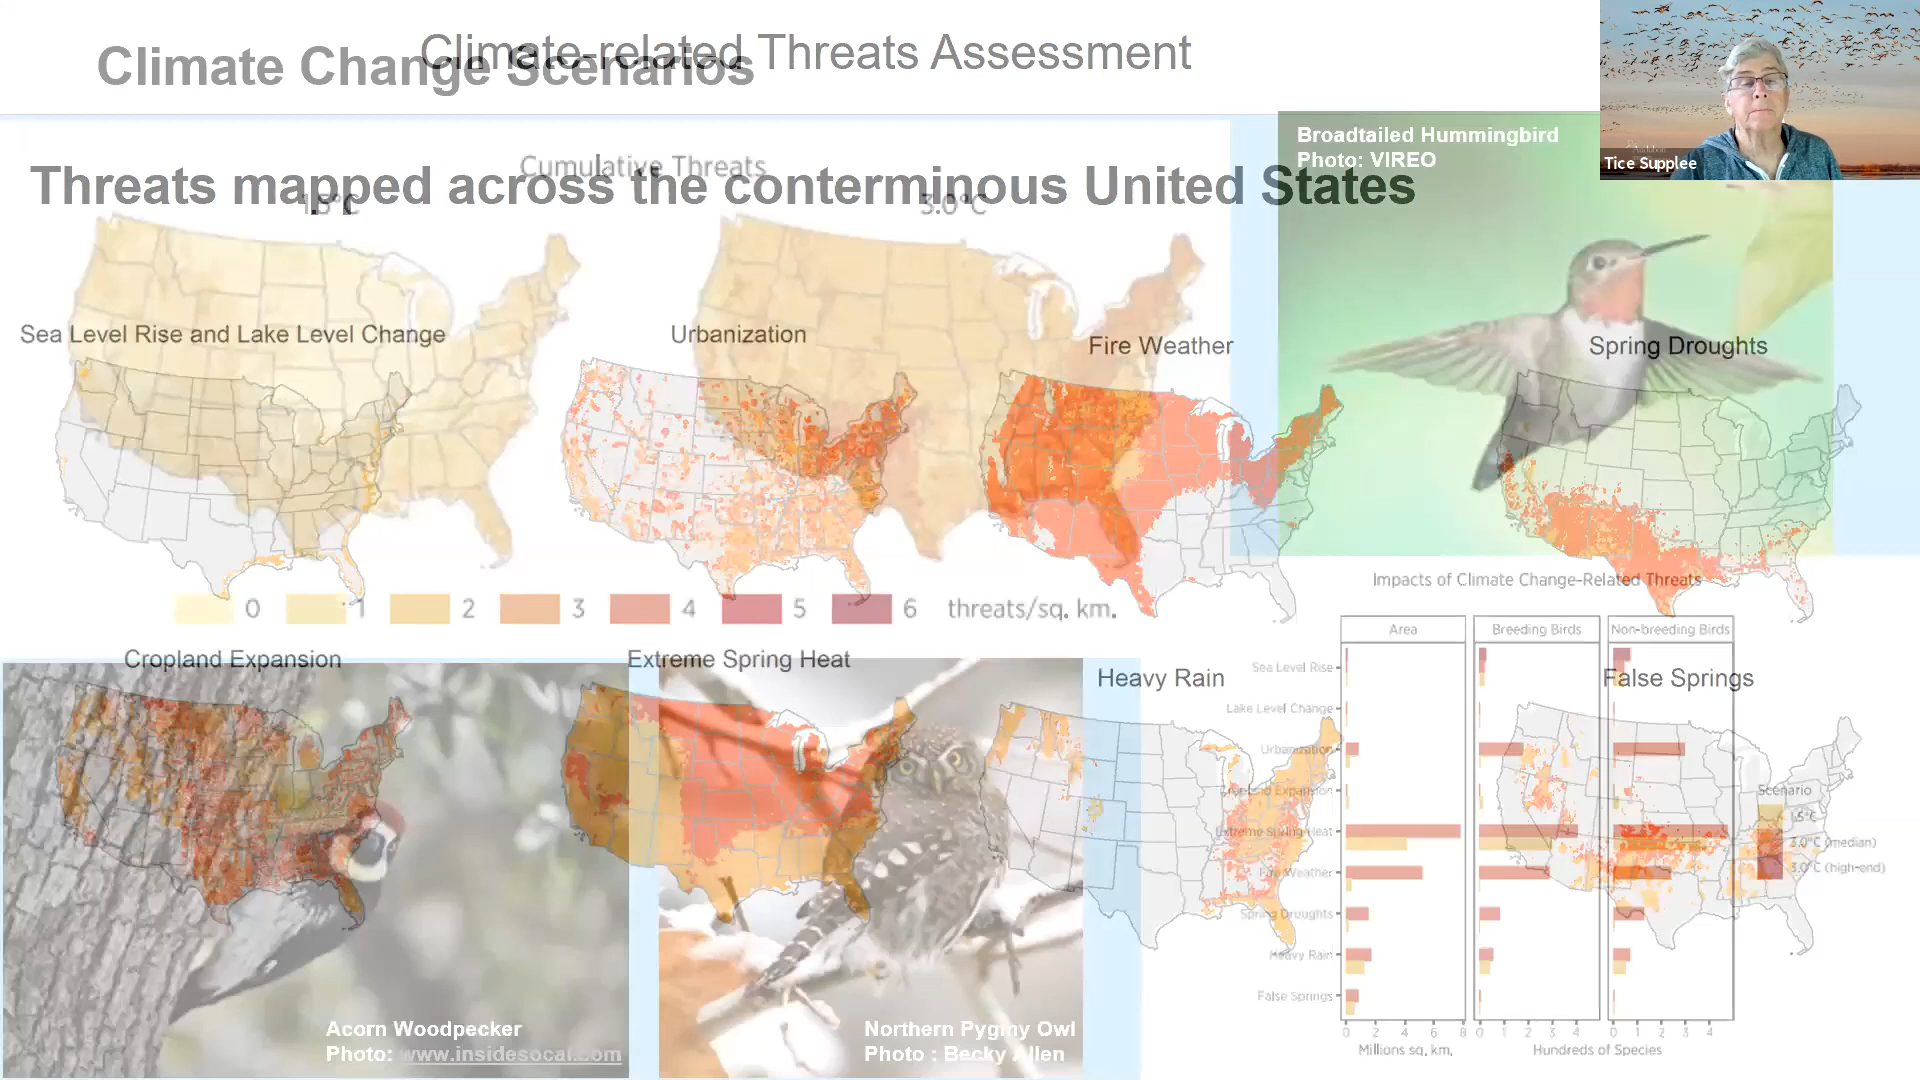 Climate-related Threats Assessment
Climate Change Scenarios
Broadtailed Hummingbird
Photo: VIREO
Audubon
Tice Supplee
Cumulative Threats
Threats mapped across the conterminous United States
1.5°C
3.0°C
Sea Level Rise and Lake Level Change
Urbanization
Fire Weather
Spring Droughts
Impacts of Climate Change-Related Threats
0 1 2 3 4 5 6 threats/sq. km.
Area
Breeding Birds
Non-breeding Birds
Cropland Expansion
Extreme Spring Heat
Heavy Rain
False Springs
Sea Level Rise
Lake Level Change
Urbanization
Cropland Expansion
Extreme Spring Heat
Fire Weather
Spring Droughts
Heavy Rain
False Springs
Scenario
1.5°C
3.0°C (median)
3.0°C (high-end)
0 2 4 6 8
0 1 2 3 4
0 1 2 3 4
Millions sq. km.
Hundreds of Species
Acorn Woodpecker
Photo: www.insidesocal.com
Northern Pygmy Owl
Photo : Becky Allen